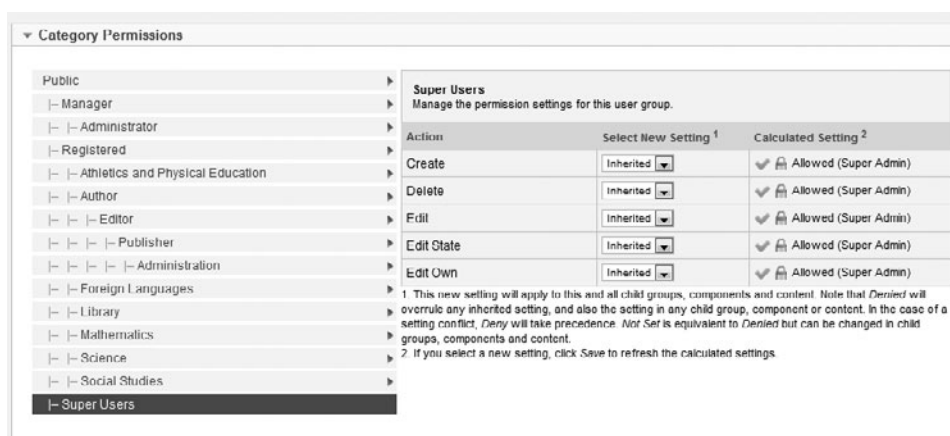 Category Permissions
Public
|– Manager
|– |– Administrator
|– Registered
|– |– Athletics and Physical Education
|– |– Author
|– |– |– Editor
|– |– |– |– Publisher
|– |– |– |– |– Administration
|– |– Foreign Languages
|– |– Library
|– |– Mathematics
|– |– Science
|– |– Social Studies
|– Super Users
Super Users
Manage the permission settings for this user group.
Action Select New Setting 1 Calculated Setting 2
Create Inherited Allowed (Super Admin)
Delete Inherited Allowed (Super Admin)
Edit Inherited Allowed (Super Admin)
Edit State Inherited Allowed (Super Admin)
Edit Own Inherited Allowed (Super Admin)
1. This new setting will apply to this and all child groups, components and content. Note that Denied will
overrule any inherited setting, and also the setting in any child group, component or content. In the case of a
setting conflict, Deny will take precedence. Not Set is equivalent to Denied but can be changed in child
groups, components and content.
2. If you select a new setting, click Save to refresh the calculated settings.